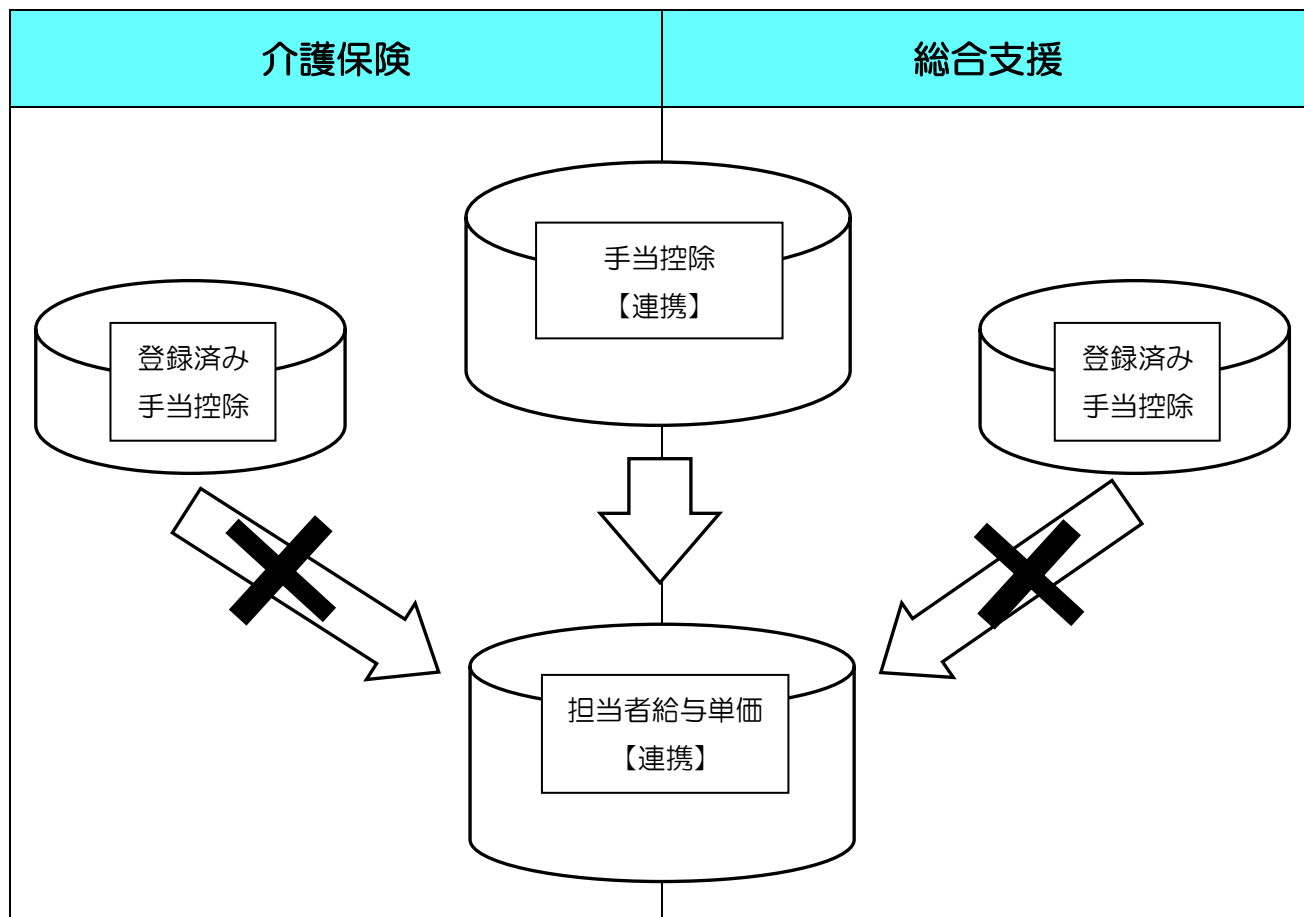 介護保険
総合支援
手当控除
【連携】
登録済み
手当控除
登録済み
手当控除
担当者給与単価
【連携】